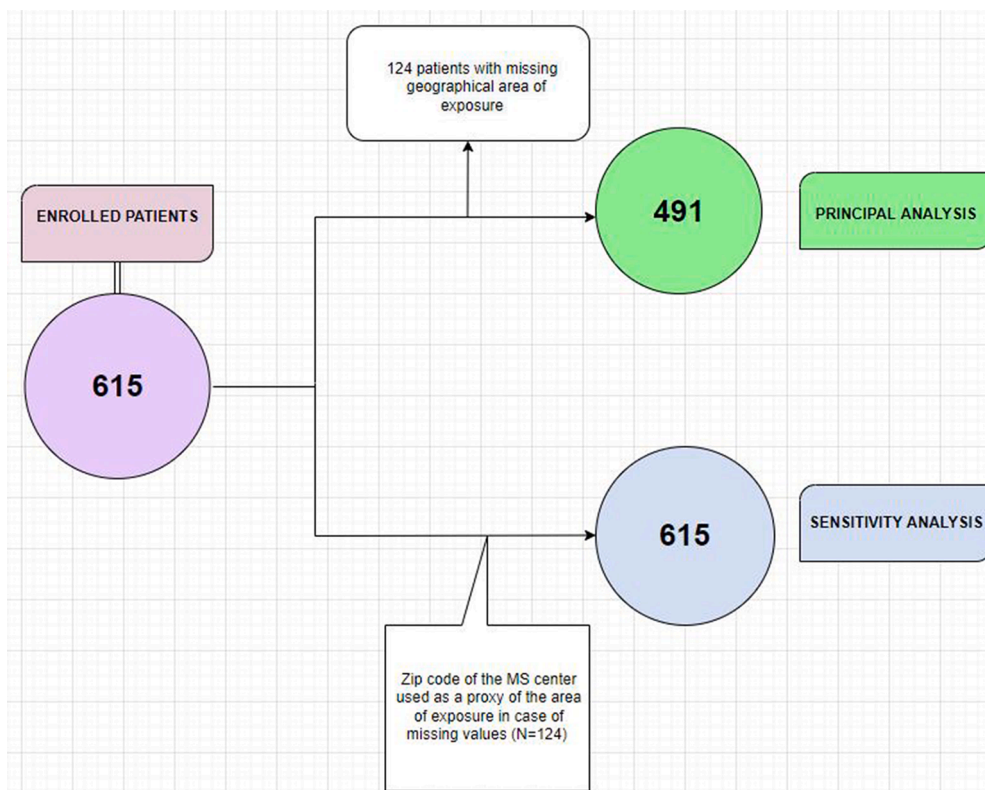 124 patients with missing
geographical area of
exposure
ENROLLED PATIENTS
491
PRINCIPAL ANALYSIS
615
615
SENSITIVITY ANALYSIS
Zip code of the MS center
used as a proxy of the area
of exposure in case of
missing values (N=124)